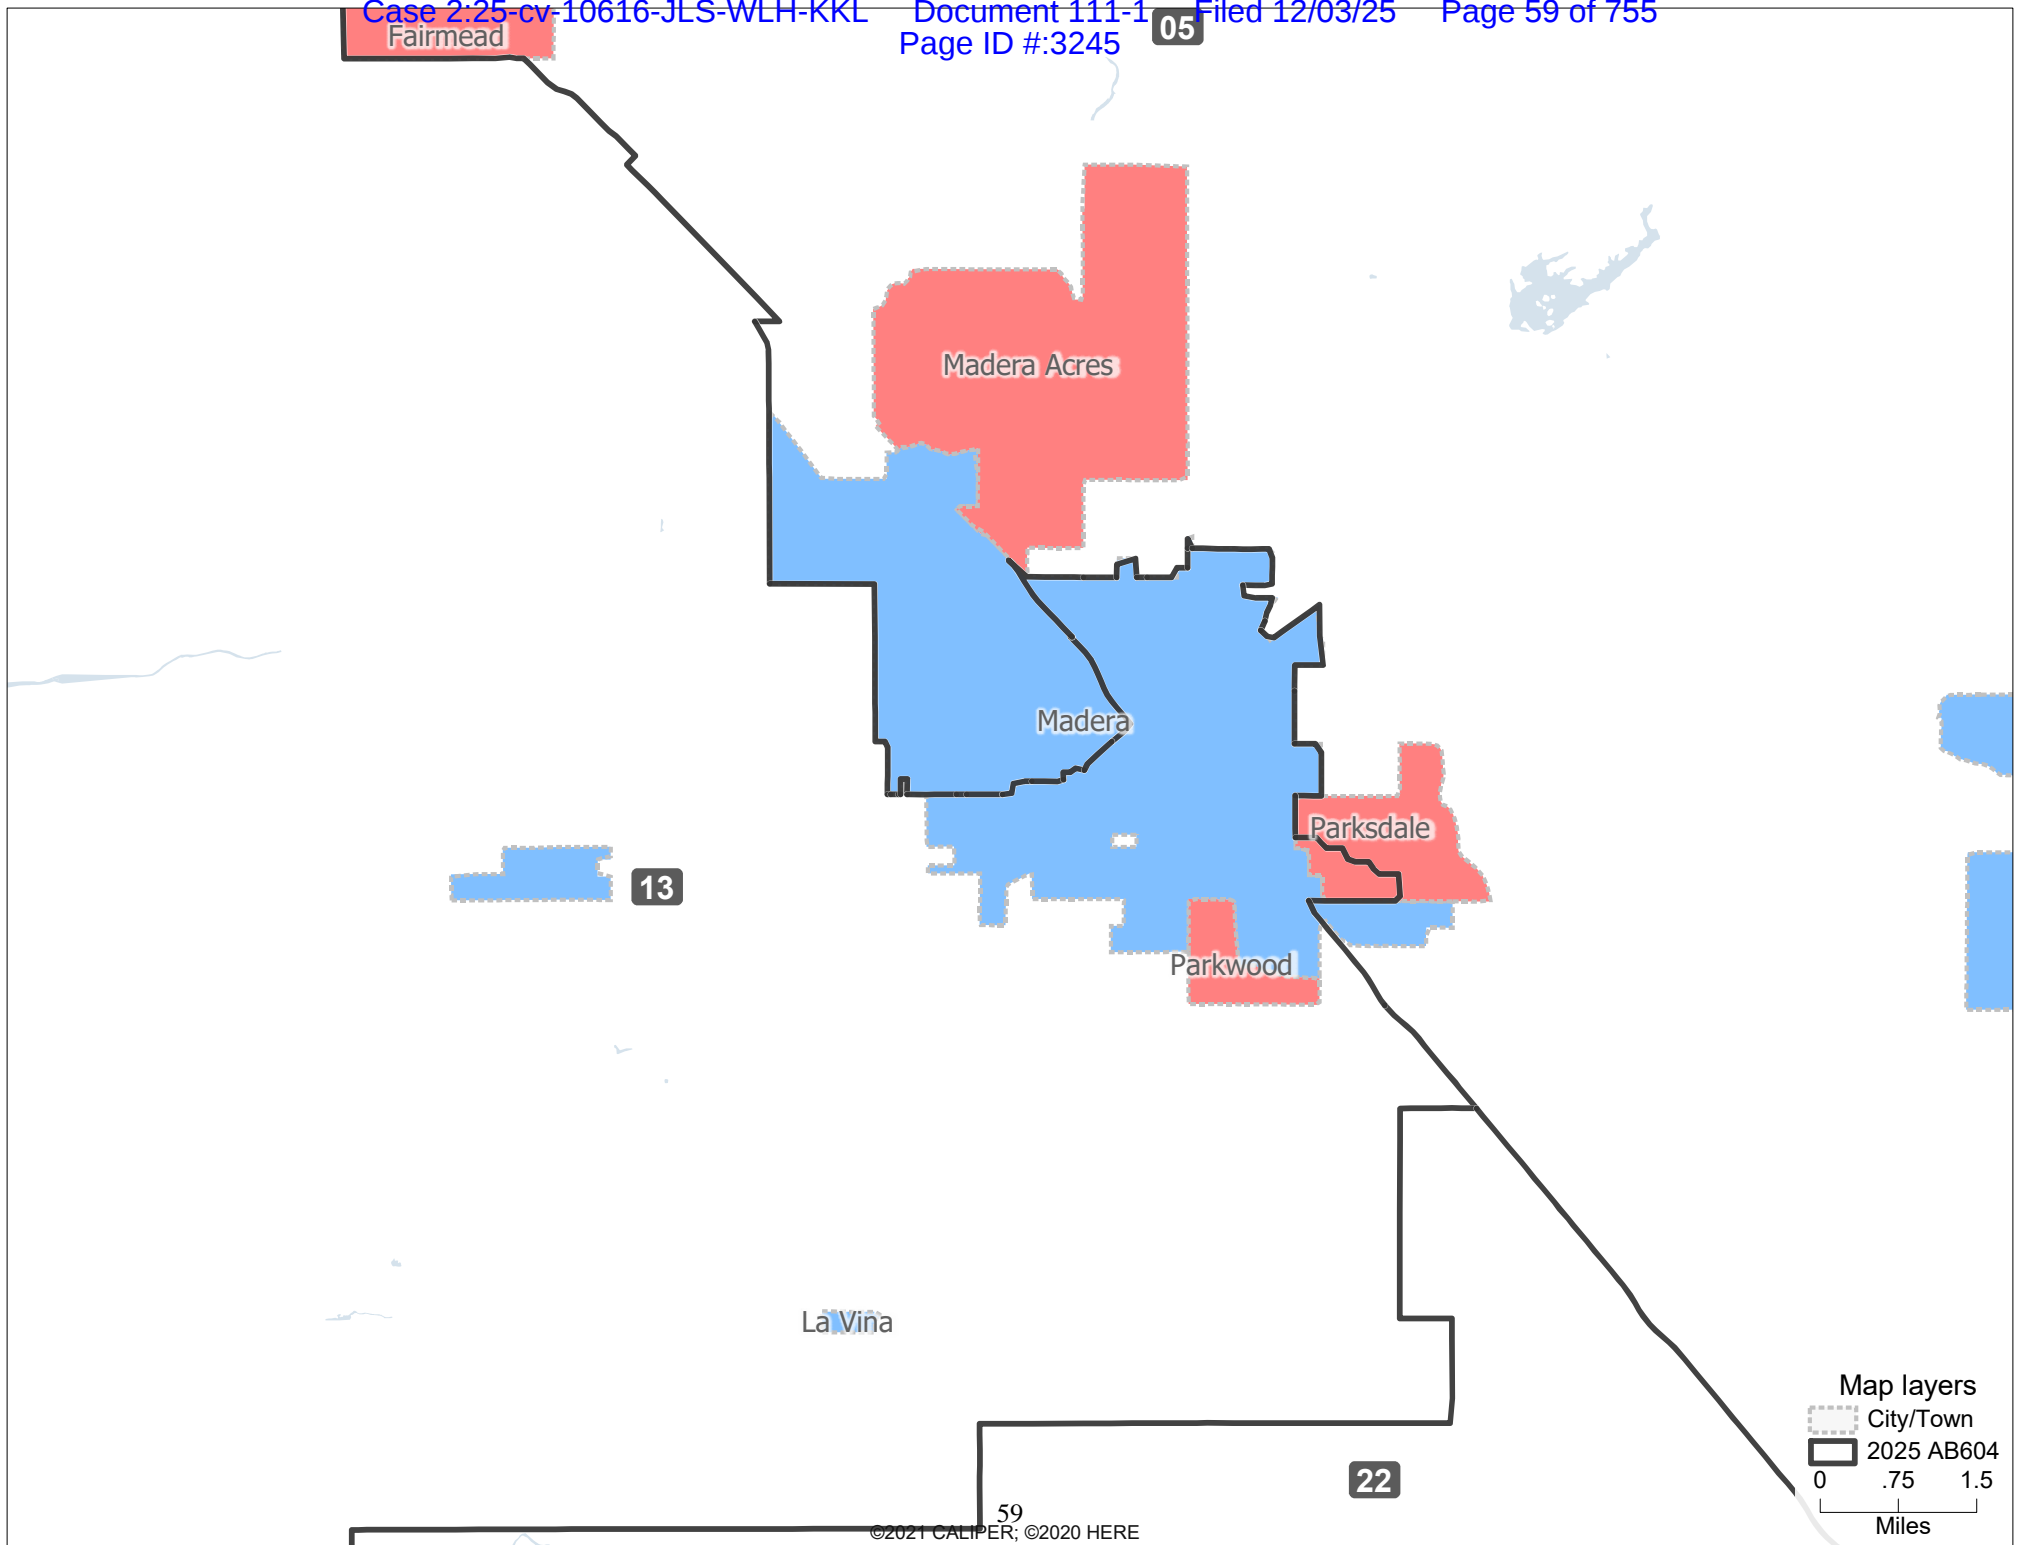 Case 2:25-cv-10616-JLS-WLH-KKL Document 111-1 Filed 12/03/25 Page 59 of 755
Page ID #:3245
05
Fairmead
Madera Acres
Madera
Parksdale
13
Parkwood
La Vina
Map layers
City/Town
2025 AB604
0 .75 1.5
Miles
22
59
©2021 CALIPER; ©2020 HERE